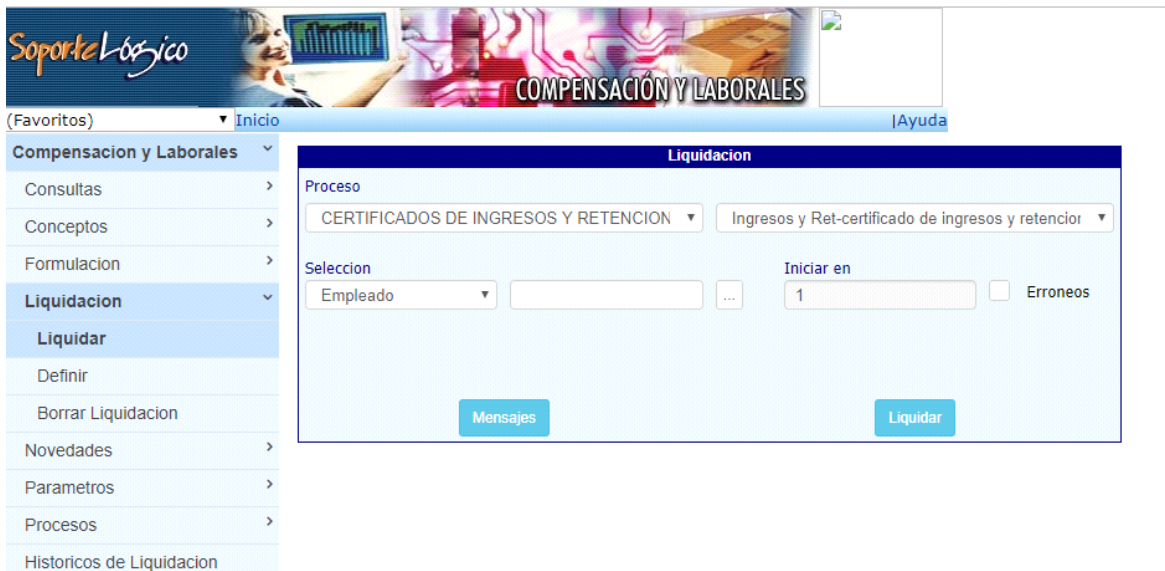 Soporte Lógico
COMPENSACIÓN Y LABORALES
(Favoritos) Inicio |Ayuda
Compensacion y Laborales
Consultas
Conceptos
Formulacion
Liquidacion
Liquidar
Definir
Borrar Liquidacion
Novedades
Parametros
Procesos
Historicos de Liquidacion
Liquidacion
Proceso
CERTIFICADOS DE INGRESOS Y RETENCION Ingresos y Ret-certificado de ingresos y retencior
Seleccion Iniciar en
Empleado ... 1 Erroneos
Mensajes Liquidar